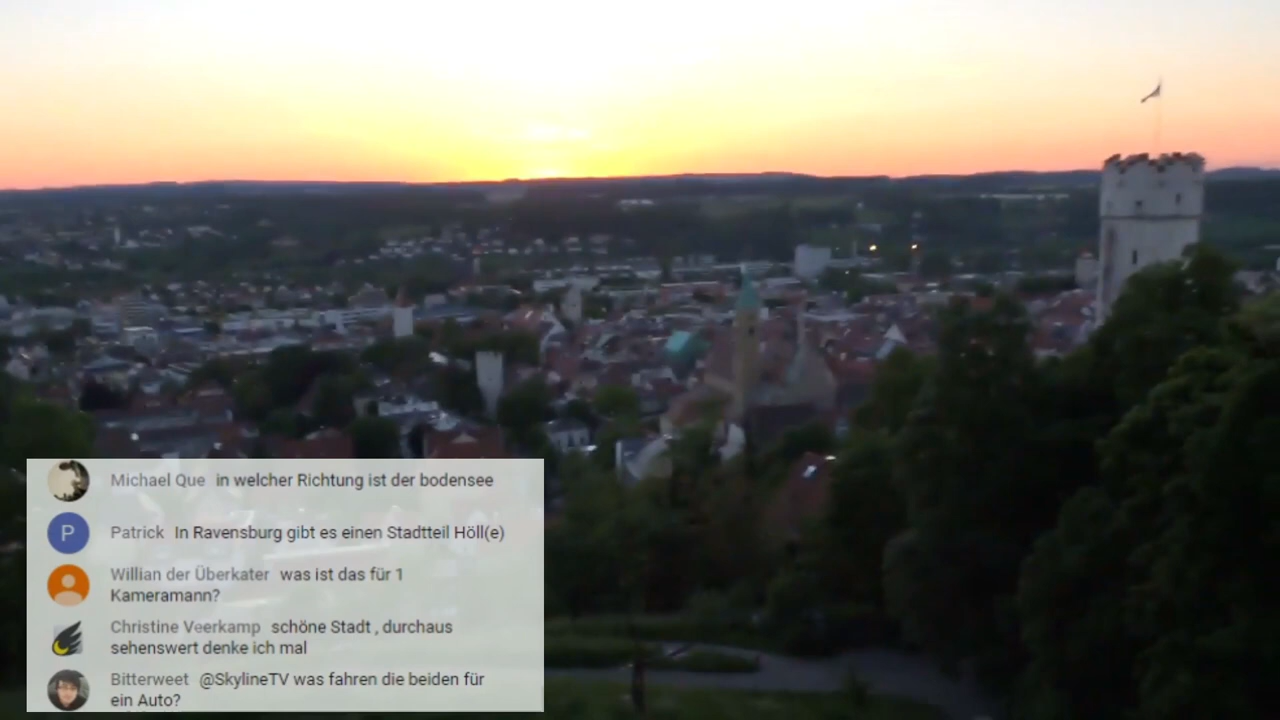 Michael Que in welcher Richtung ist der bodensee
P
Patrick In Ravensburg gibt es einen Stadtteil Höll(e)
Willian der Überkater was ist das für 1
Kameramann?
Christine Veerkamp schöne Stadt , durchaus
sehenswert denke ich mal
Bitterweet @SkylineTV was fahren die beiden für
ein Auto?